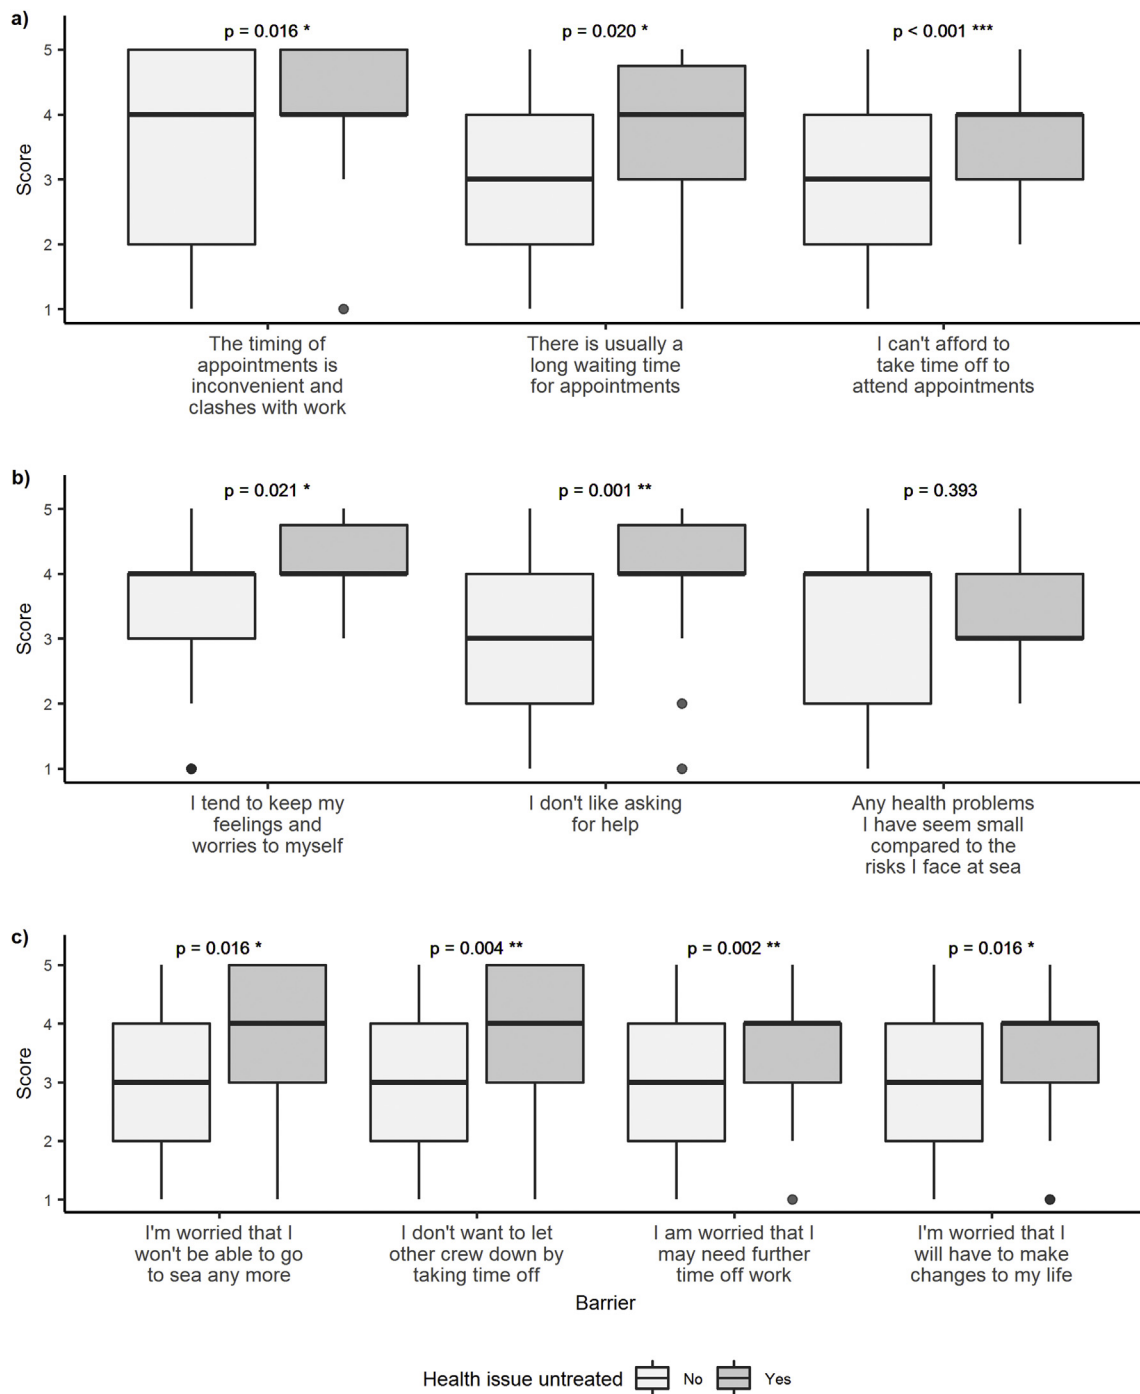 a)
p = 0.016 *
p = 0.020 *
p < 0.001 ***
5
4
3
2
1
Score
The timing of
appointments is
inconvenient and
clashes with work
There is usually a
long waiting time
for appointments
I can't afford to
take time off to
attend appointments
b)
p = 0.021 *
p = 0.001 **
p = 0.393
5
4
3
2
1
Score
I tend to keep my
feelings and
worries to myself
I don't like asking
for help
Any health problems
I have seem small
compared to the
risks I face at sea
c)
p = 0.016 *
p = 0.004 **
p = 0.002 **
p = 0.016 *
5
4
3
2
1
Score
I'm worried that I
won't be able to go
to sea any more
I don't want to let
other crew down by
taking time off
I am worried that I
may need further
time off work
I'm worried that I
will have to make
changes to my life
Barrier
Health issue untreated No Yes